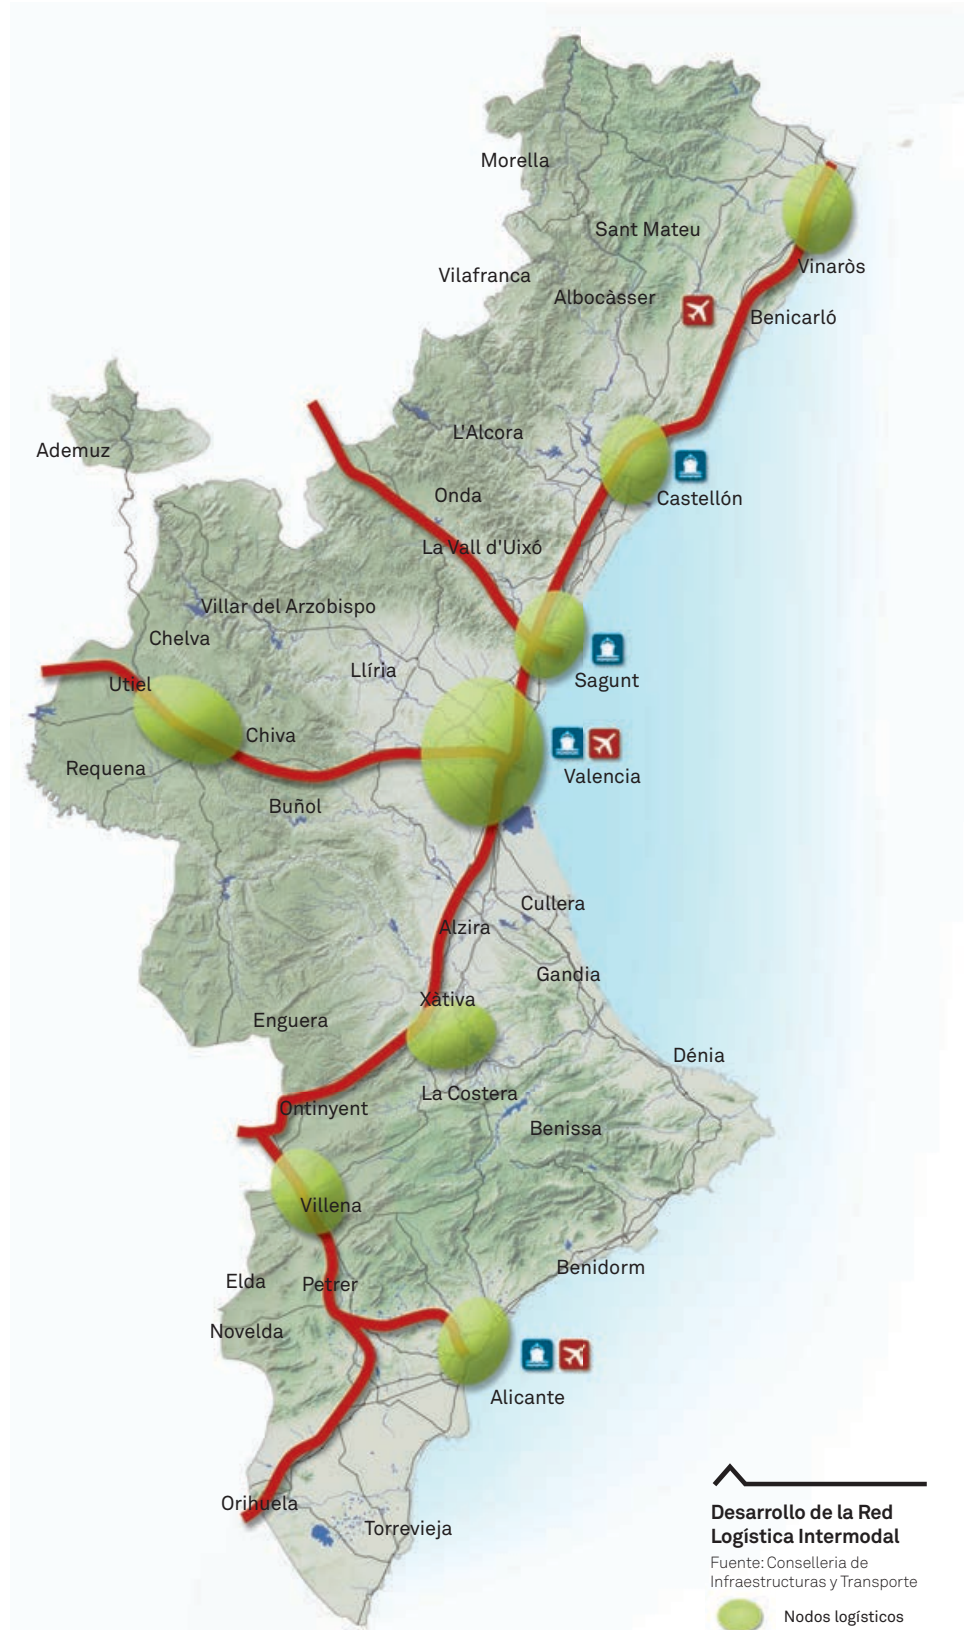 Morella
Sant Mateu
Vinaròs
Vilafranca
Albocàsser
Benicarló
L'Alcora
Ademuz
Onda
Castellón
La Vall d'Uixó
Villar del Arzobispo
Chelva
Llíria
Sagunt
Utiel
Chiva
Requena
Valencia
Buñol
Cullera
Alzira
Gandia
Xàtiva
Enguera
Dénia
La Costera
Ontinyent
Benissa
Villena
Benidorm
Elda
Petrer
Novelda
Alicante
Orihuela
Torrevieja
Desarrollo de la Red
Logística Intermodal
Fuente: Conselleria de
Infraestructuras y Transporte
Nodos logísticos